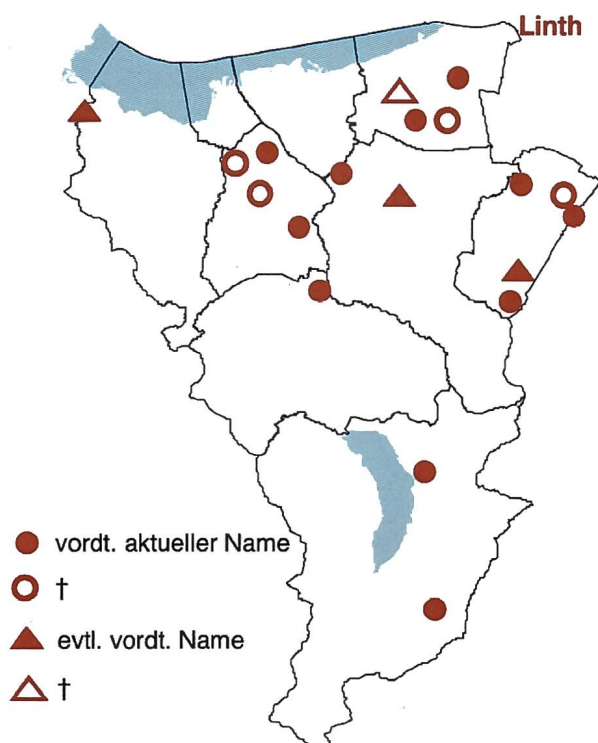 Linth
vordt. aktueller Name
†
evtl. vordt. Name
†